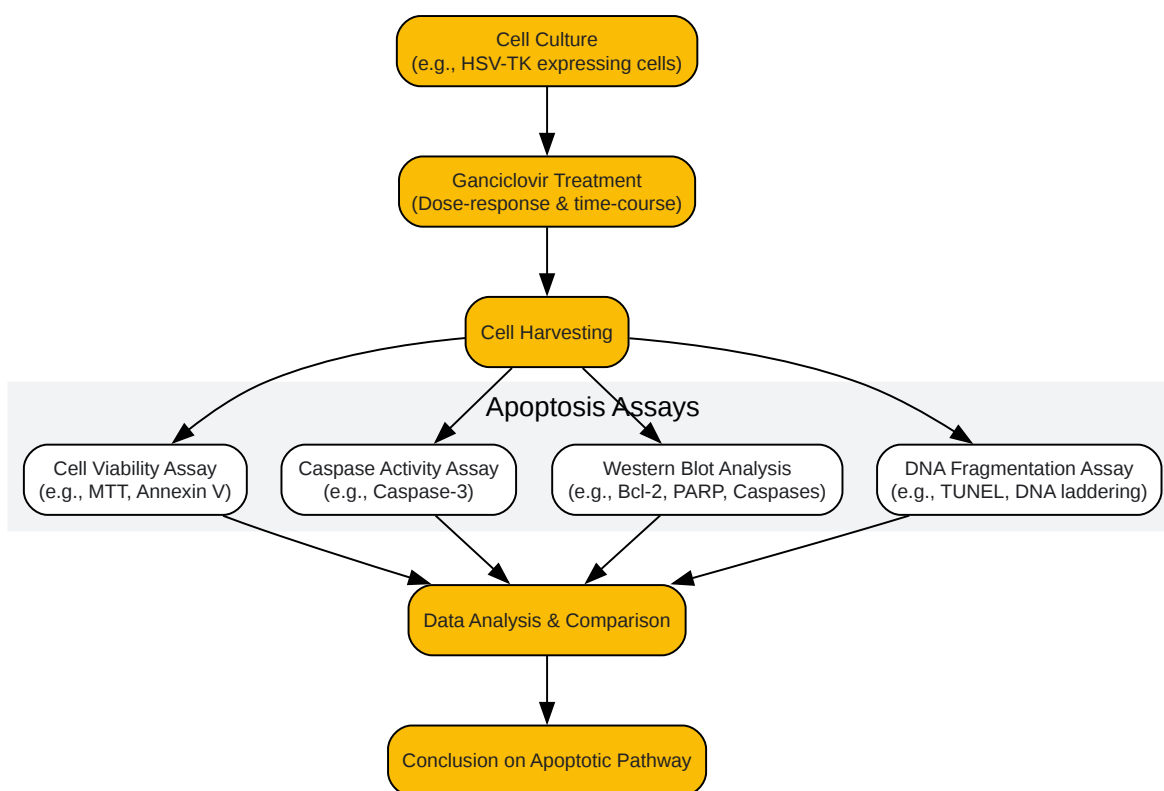 Cell Culture
(e.g., HSV-TK expressing cells)
Ganciclovir Treatment
(Dose-response & time-course)
Cell Harvesting
Apoptosis Assays
Cell Viability Assay
(e.g., MTT, Annexin V)
Caspase Activity Assay
(e.g., Caspase-3)
Western Blot Analysis
(e.g., Bcl-2, PARP, Caspases)
DNA Fragmentation Assay
(e.g., TUNEL, DNA laddering)
Data Analysis & Comparison
Conclusion on Apoptotic Pathway